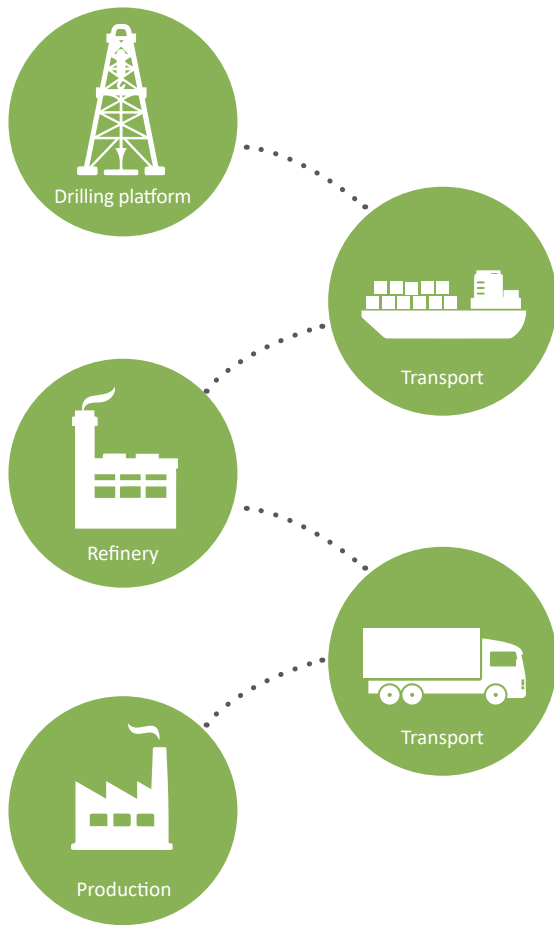 Drilling platform
Transport
Refinery
Transport
Production